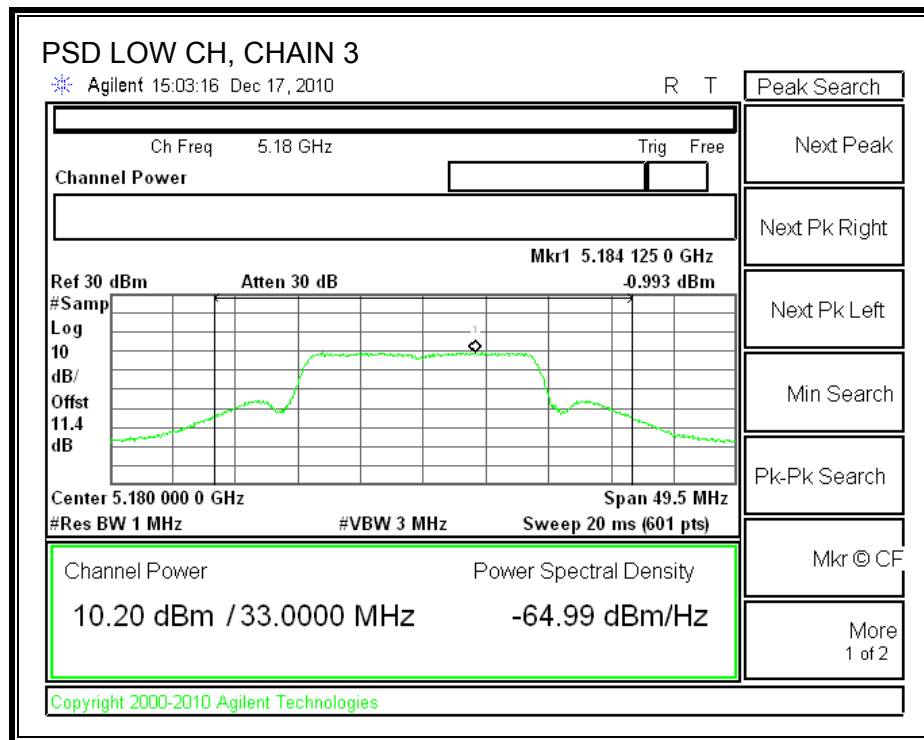 PSD LOW CH, CHAIN 3
Agilent 15:03:16 Dec 17, 2010 R T
Peak Search
Ch Freq 5.18 GHz Trig Free
Channel Power
Mkr1 5.184 125 0 GHz
Ref 30 dBm Atten 30 dB -0.993 dBm
#Samp
Log
10
dB/
Offst
11.4
dB
1
Center 5.180 000 0 GHz Span 49.5 MHz
#Res BW 1 MHz #VBW 3 MHz Sweep 20 ms (601 pts)
Channel Power Power Spectral Density
10.20 dBm / 33.0000 MHz -64.99 dBm/Hz
Next Peak
Next Pk Right
Next Pk Left
Min Search
Pk-Pk Search
Mkr © CF
More
1 of 2
Copyright 2000-2010 Agilent Technologies